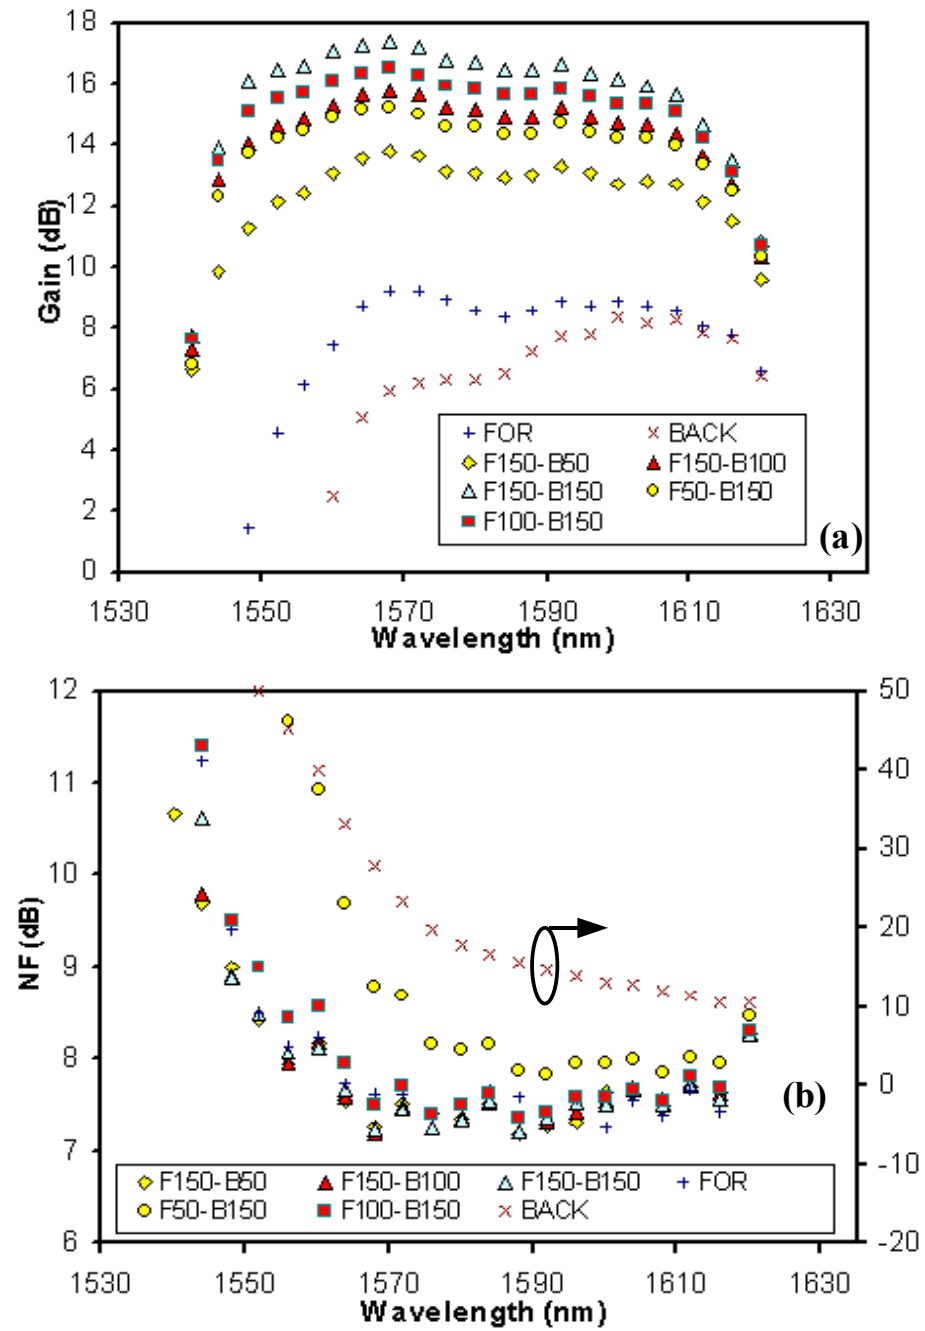 (a)
18
16
14
12
10
8
6
4
2
0
Gain (dB)
FOR BACK
F150-B50 F150-B100
F150-B150 F50-B150
F100-B150
1530 1550 1570 1590 1610 1630
Wavelength (nm)
12
11
10
9
8
7
6
NF (dB)
50
40
30
20
10
0
-10
-20
(b)
F150-B50 F150-B100 F150-B150 FOR
F50-B150 F100-B150 BACK
1530 1550 1570 1590 1610 1630
Wavelength (nm)